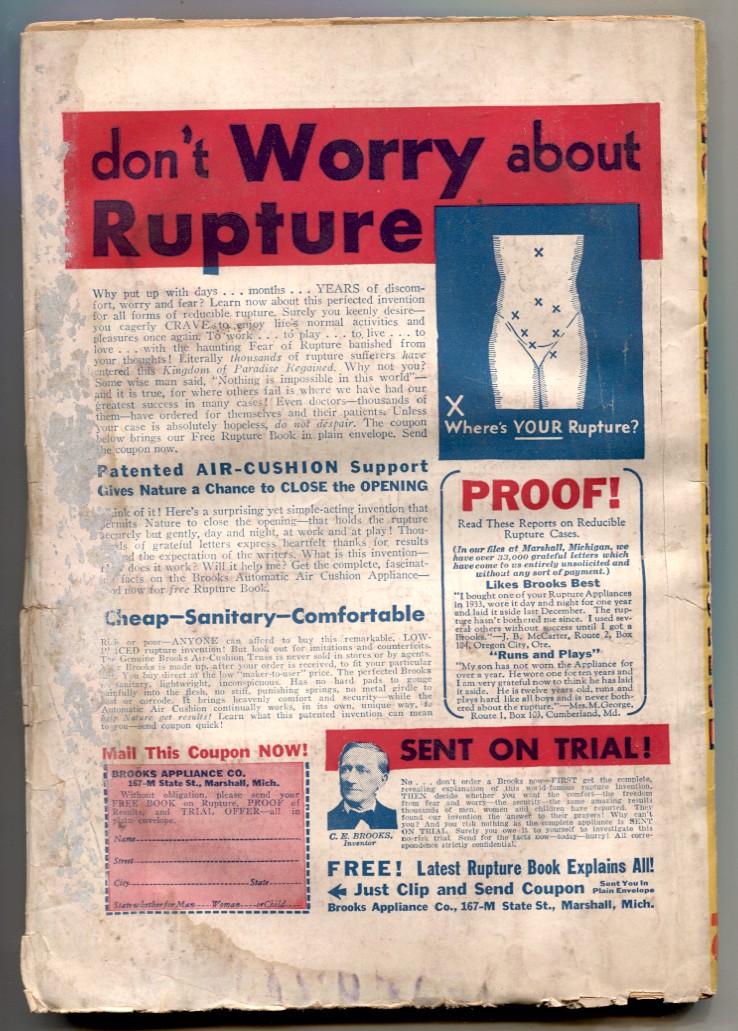 don't Worry about
Rupture
Why put up with days . . . months . . . YEARS of discom-
fort, worry and fear? Learn now about this perfected invention
for all forms of reducible rupture. Surely you keenly desire—
you eagerly CRAVE to enjoy life's normal activities and
pleasures once again. To work . . . to play . . . to live . . . to
love . . . with the haunting Fear of Rupture banished from
your thoughts! Literally thousands of rupture sufferers have
entered this Kingdom of Paradise Regained. Why not you?
Some wise man said, "Nothing is impossible in this world"—
and it is true, for where others fail is where we have had our
greatest success in many cases! Even doctors—thousands of
them—have ordered for themselves and their patients. Unless
your case is absolutely hopeless, do not despair. The coupon
below brings our Free Rupture Book in plain envelope. Send
the coupon now.
Patented AIR-CUSHION Support
Gives Nature a Chance to CLOSE the OPENING
of it! Here's a surprising yet simple-acting invention that
permits Nature to close the opening—that holds the rupture
securely but gently, day and night, at work and at play! Thou-
of grateful letters express heartfelt thanks for results
the expectation of the writers. What is this invention—
does it work? Will it help me? Get the complete, fascinat-
facts on the Brooks Automatic Air Cushion Appliance—
now for free Rupture Book.
Cheap—Sanitary—Comfortable
Rich or poor—ANYONE can afford to buy this remarkable, LOW-
PRICED rupture invention! But look out for imitations and counterfeits.
The Genuine Brooks Air-Cushion Truss is never sold in stores or by agents.
Brooks is made up, after your order is received, to fit your particular
You buy direct at the low "maker-to-user" price. The perfected Brooks
sanitary, lightweight, inconspicuous. Has no hard pads to gouge
painfully into the flesh, no stiff, punishing springs, no metal girdle to
rust or corrode. It brings heavenly comfort and security—while the
Automatic Air Cushion continually works, in its own, unique way, to
help Nature get results! Learn what this patented invention can mean
to you—send coupon quick!
X
Where's YOUR Rupture?
PROOF!
Read These Reports on Reducible
Rupture Cases.
(In our files at Marshall, Michigan, we
have over 33,000 grateful letters which
have come to us entirely unsolicited and
without any sort of payment.)
Likes Brooks Best
"I bought one of your Rupture Appliances
in 1933, wore it day and night for one year
and laid it aside last December. The rup-
ture hasn't bothered me since. I used sev-
eral others without success until I got a
Brooks."—J. B. McCarter, Route 2, Box
104, Oregon City, Ore.
"Runs and Plays"
"My son has not worn the Appliance for
over a year. He wore one for ten years and
I am very grateful now to think he has laid
it aside. He is twelve years old, runs and
plays hard like all boys and is never both-
ered about the rupture."—Mrs. M. George,
Route 1, Box 103, Cumberland, Md.
Mail This Coupon NOW!
BROOKS APPLIANCE CO.
167-M State St., Marshall, Mich.
Without obligation, please send your
FREE BOOK on Rupture, PROOF of
Results, and TRIAL OFFER—all in
plain envelope.
Name
Street
City State
State whether for Man Woman or Child
C. E. BROOKS,
Inventor
SENT ON TRIAL!
No . . . don't order a Brooks now—FIRST get the complete,
revealing explanation of this world-famous rupture invention,
THEN decide whether you want the comfort—the freedom
from fear and worry—the security—the same amazing results
thousands of men, women and children have reported. They
found our invention the answer to their prayers! Why can't
you? And you risk nothing as the complete appliance is SENT
ON TRIAL. Surely you owe it to yourself to investigate this
no-risk trial. Send for the facts now—today—hurry! All corre-
spondence strictly confidential.
FREE! Latest Rupture Book Explains All!
Just Clip and Send Coupon Sent You In
Plain Envelope
Brooks Appliance Co., 167-M State St., Marshall, Mich.